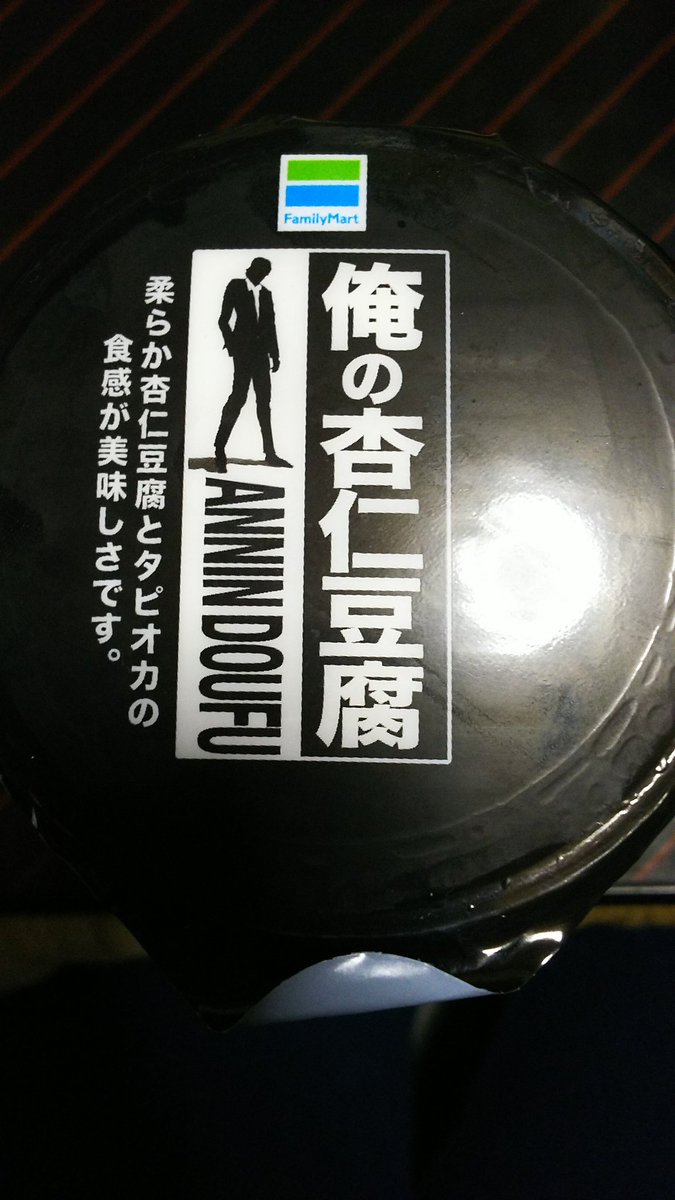 FamilyMart
俺の杏仁豆腐
ANNIN DOUFU
柔らか杏仁豆腐とタピオカの
食感が美味しさです。